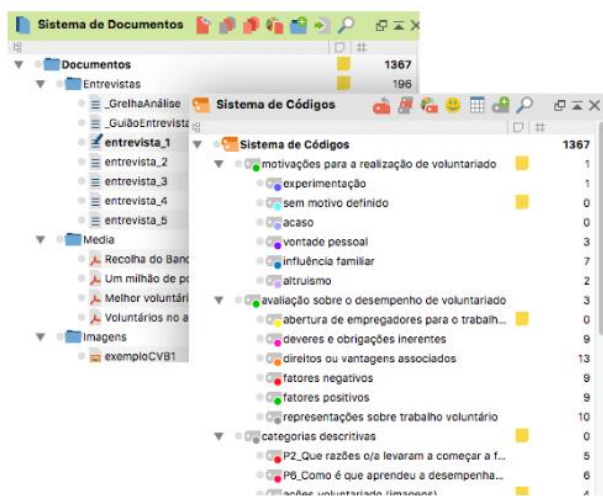 Sistema de Documentos
#
Documentos 1367
Entrevistas 196
_GrelhaAnálise
_GuiãoEntrevista
entrevista_1
entrevista_2
entrevista_3
entrevista_4
entrevista_5
Media
Recolha do Banc
Um milhão de
Melhor voluntári
Voluntários no a
Imagens
exemploCVB1
Sistema de Códigos
#
Sistema de Códigos 1367
motivações para a realização de voluntariado 1
experimentação 1
sem motivo definido 0
acaso 0
vontade pessoal 3
influência familiar 7
altruismo 2
avaliação sobre o desempenho de voluntariado 3
abertura de empregadores para o trabalh... 0
deveres e obrigações inerentes 9
direitos ou vantagens associados 13
fatores negativos 9
fatores positivos 9
representações sobre trabalho voluntário 10
categorias descritivas 0
P2_Que razões o/a levaram a começar a f... 5
P6_Como é que aprendeu a desempenha... 6
ações voluntariado (imagens) 4